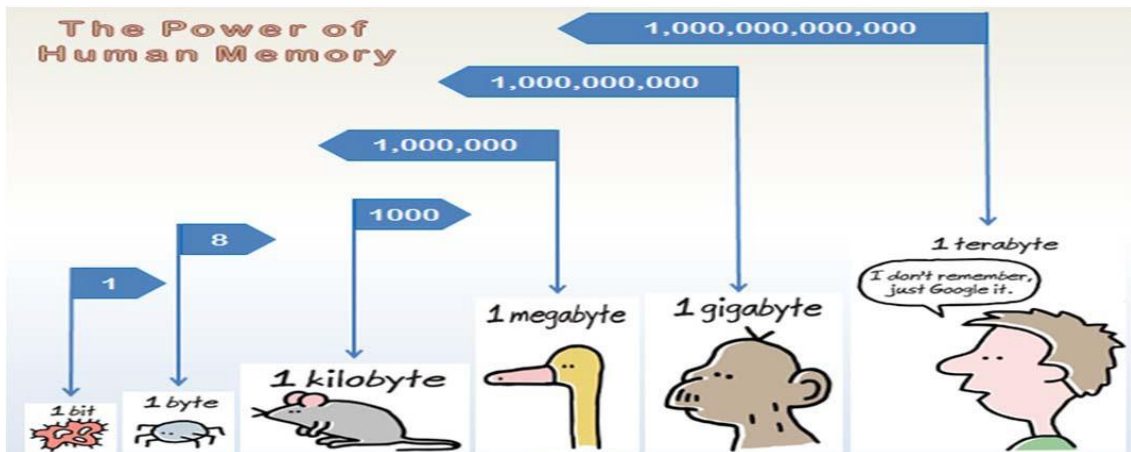 The Power of
Human Memory
1,000,000,000,000
1,000,000,000
1,000,000
1000
8
1
1 bit
1 byte
1 kilobyte
1 megabyte
1 gigabyte
1 terabyte
I don't remember,
just Google it.